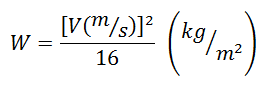 W = [V(m/s)]² / 16 (kg/m²)